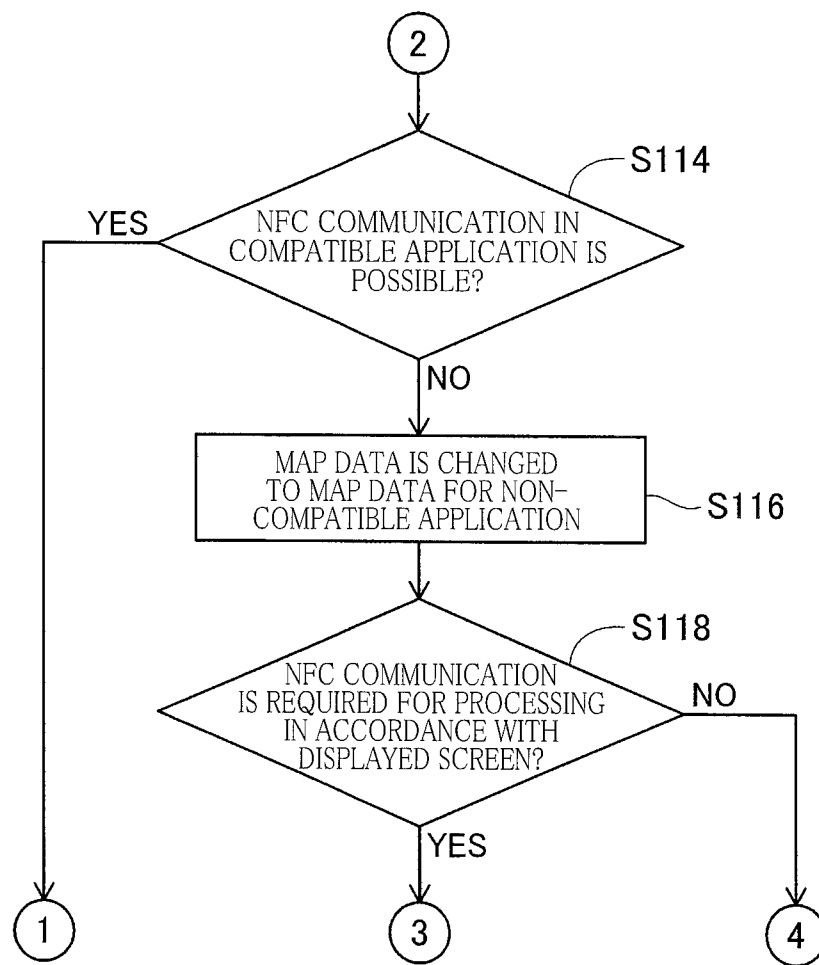 2
S114
YES
NFC COMMUNICATION IN
COMPATIBLE APPLICATION IS
POSSIBLE?
NO
MAP DATA IS CHANGED
TO MAP DATA FOR NON-
COMPATIBLE APPLICATION
S116
S118
NFC COMMUNICATION
IS REQUIRED FOR PROCESSING
IN ACCORDANCE WITH
DISPLAYED SCREEN?
NO
YES
1
3
4